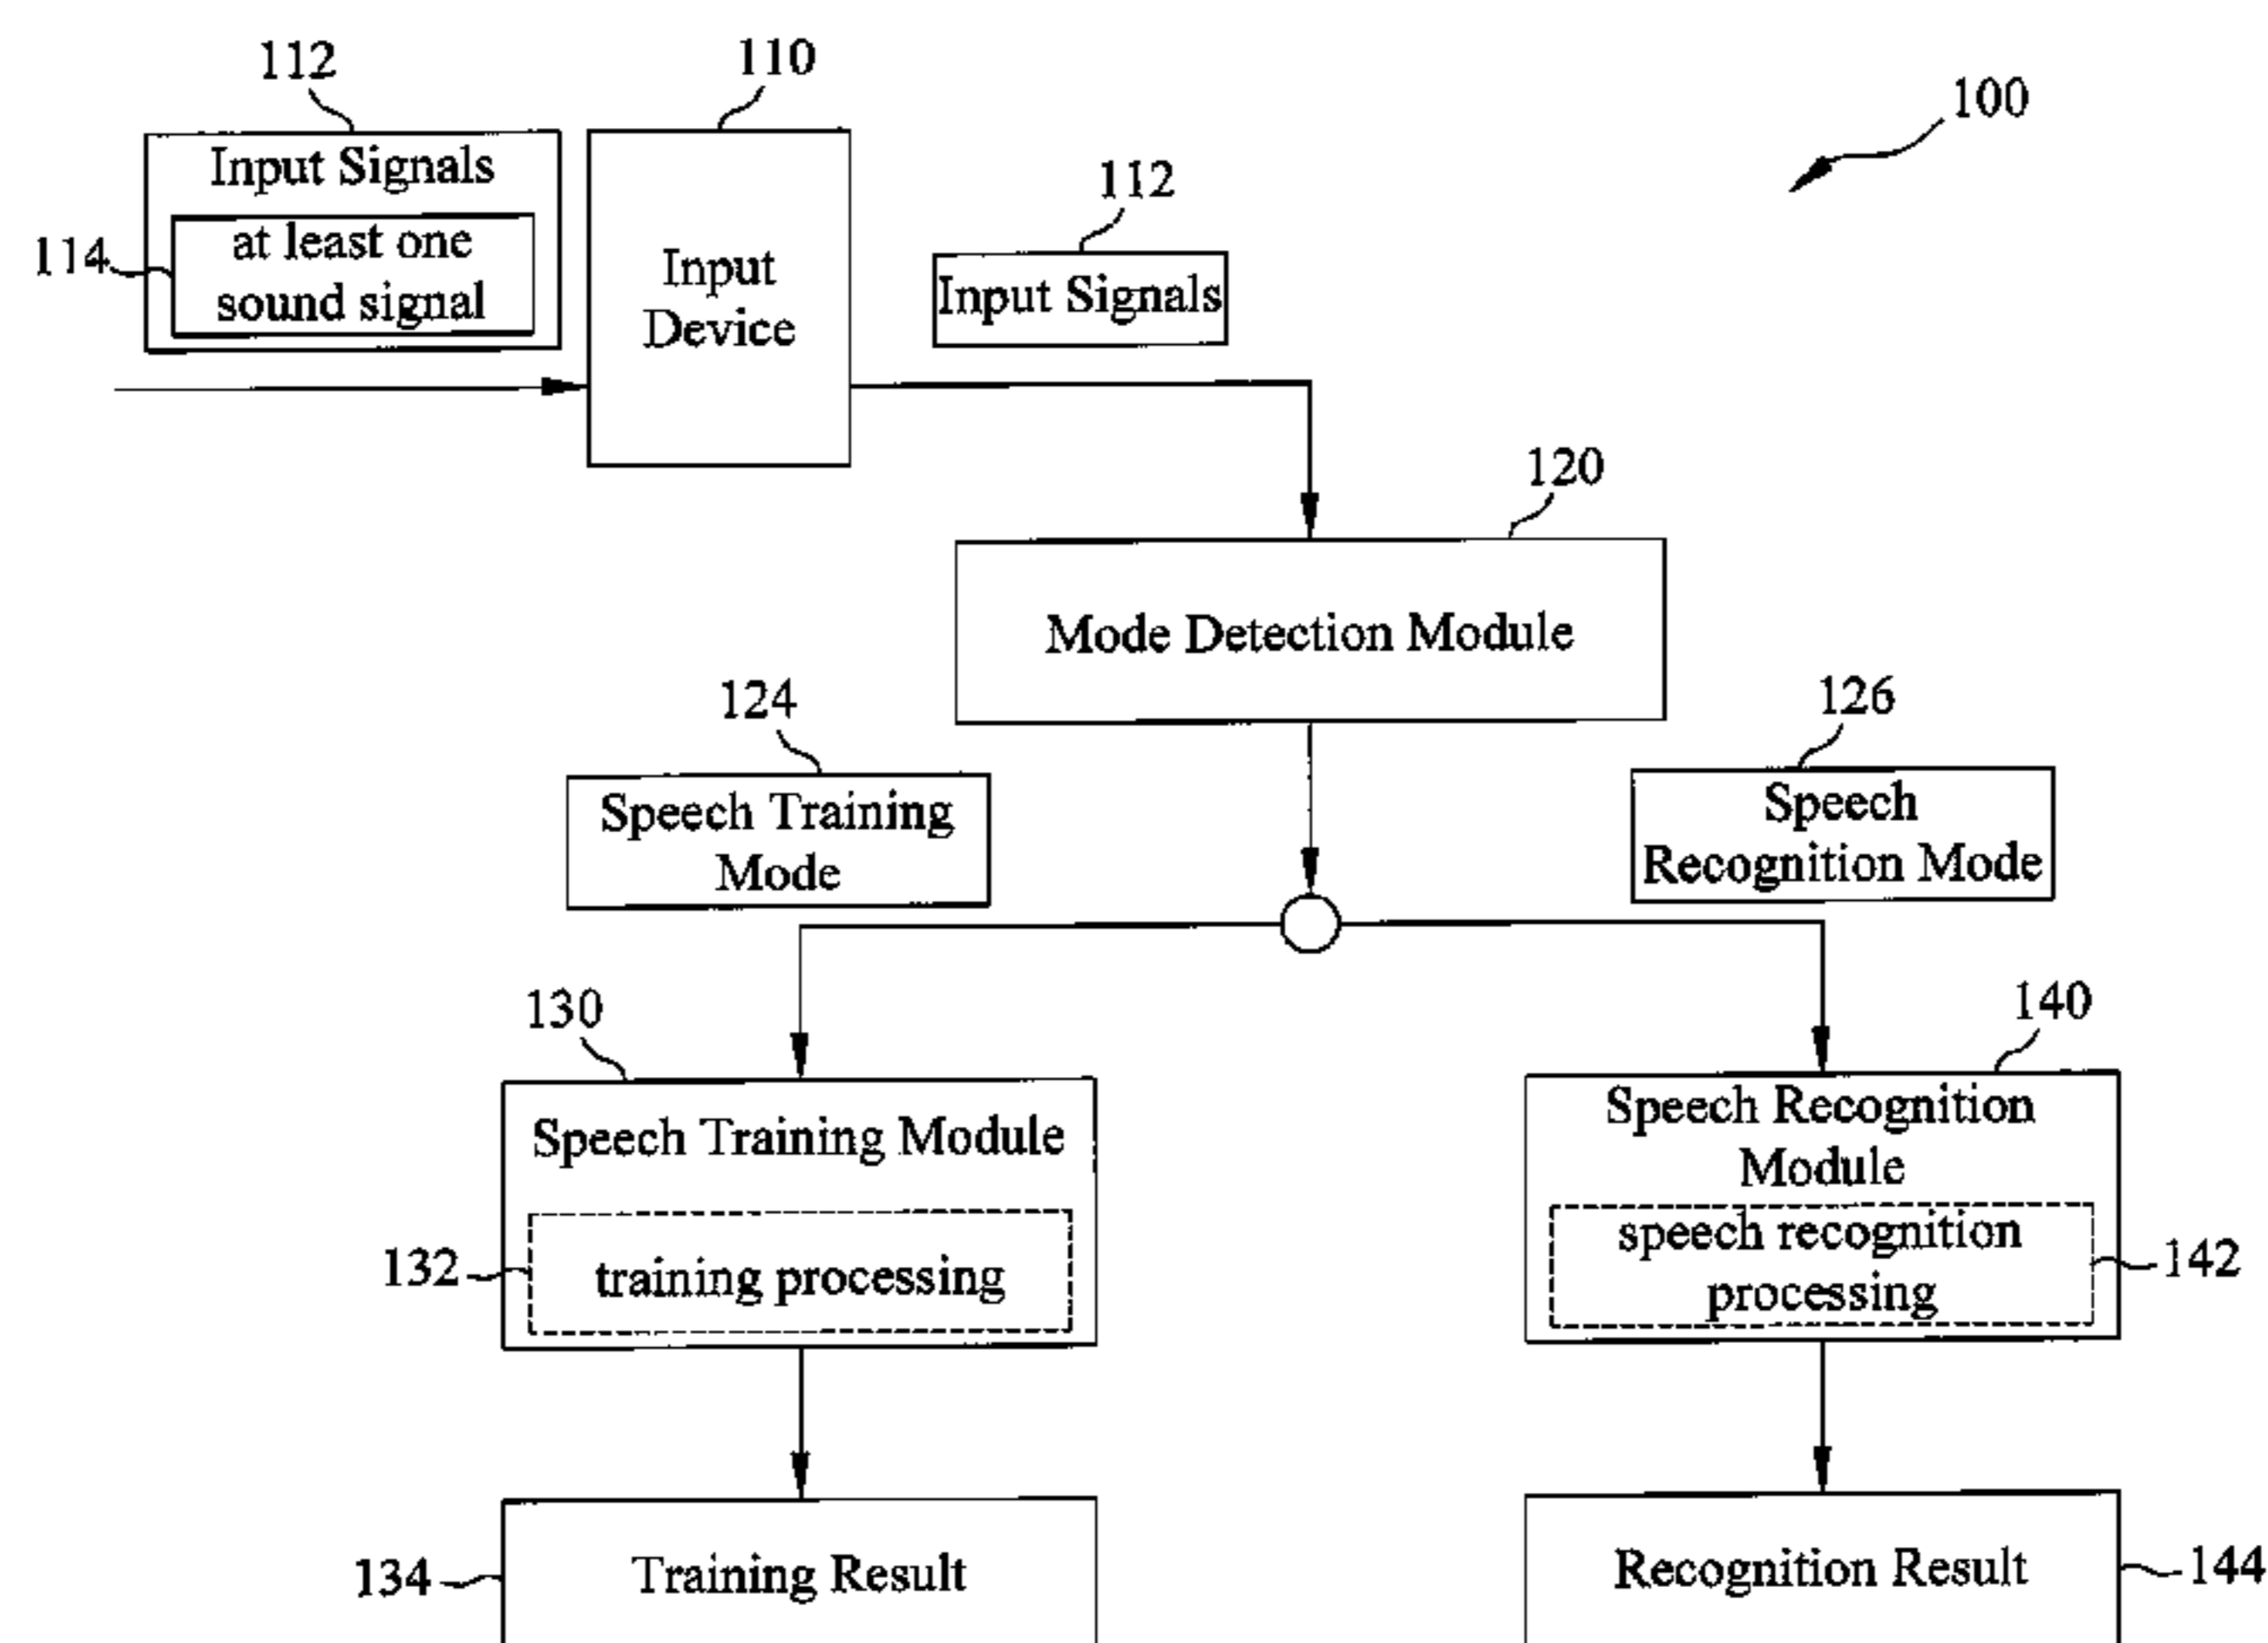 112
110
100
Input Signals
114
at least one
sound signal
Input
Device
112
Input Signals
120
Mode Detection Module
124
126
Speech Training
Mode
Speech
Recognition Mode
130
140
Speech Training Module
Speech Recognition
Module
132
training processing
speech recognition
processing
142
134
Training Result
Recognition Result
144